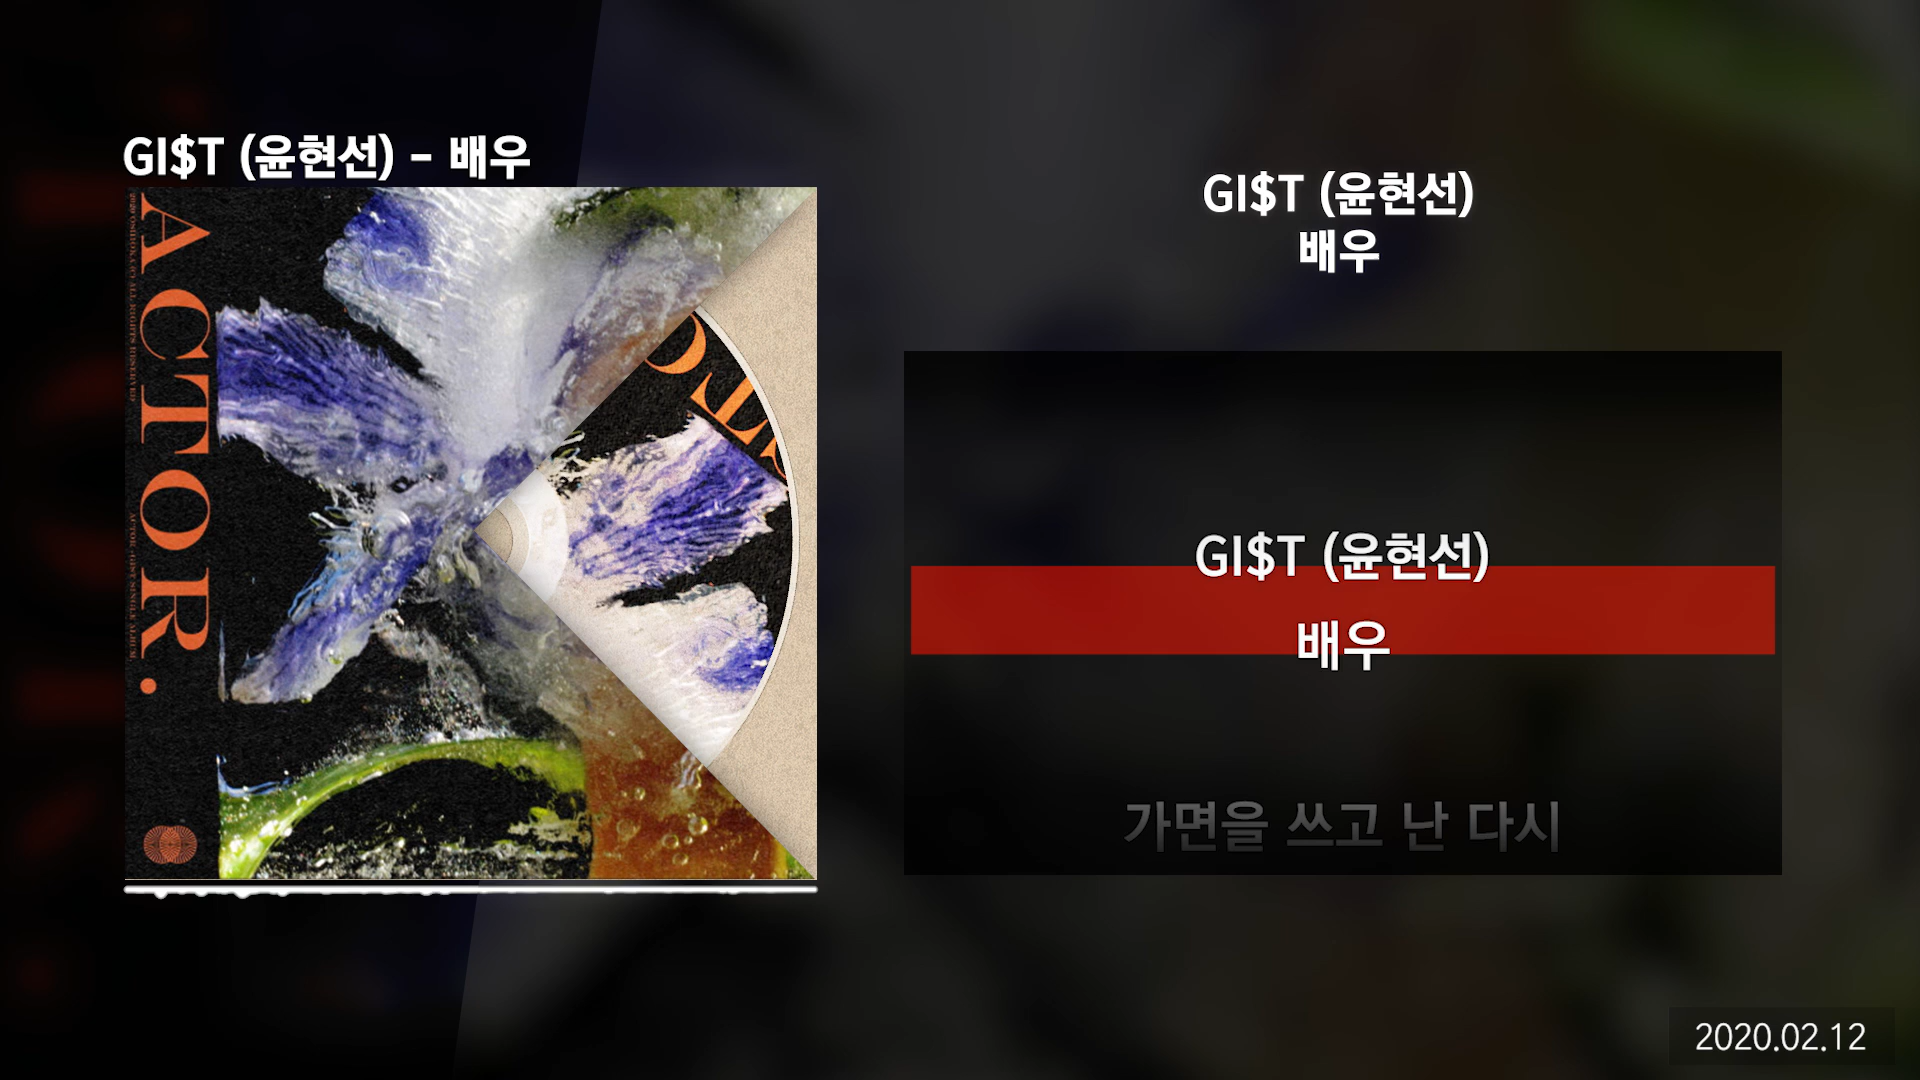 GI$T (윤현선) - 배우
ACTOR.
GI$T (윤현선)
배우
GI$T (윤현선)
배우
가면을 쓰고 난 다시
2020.02.12